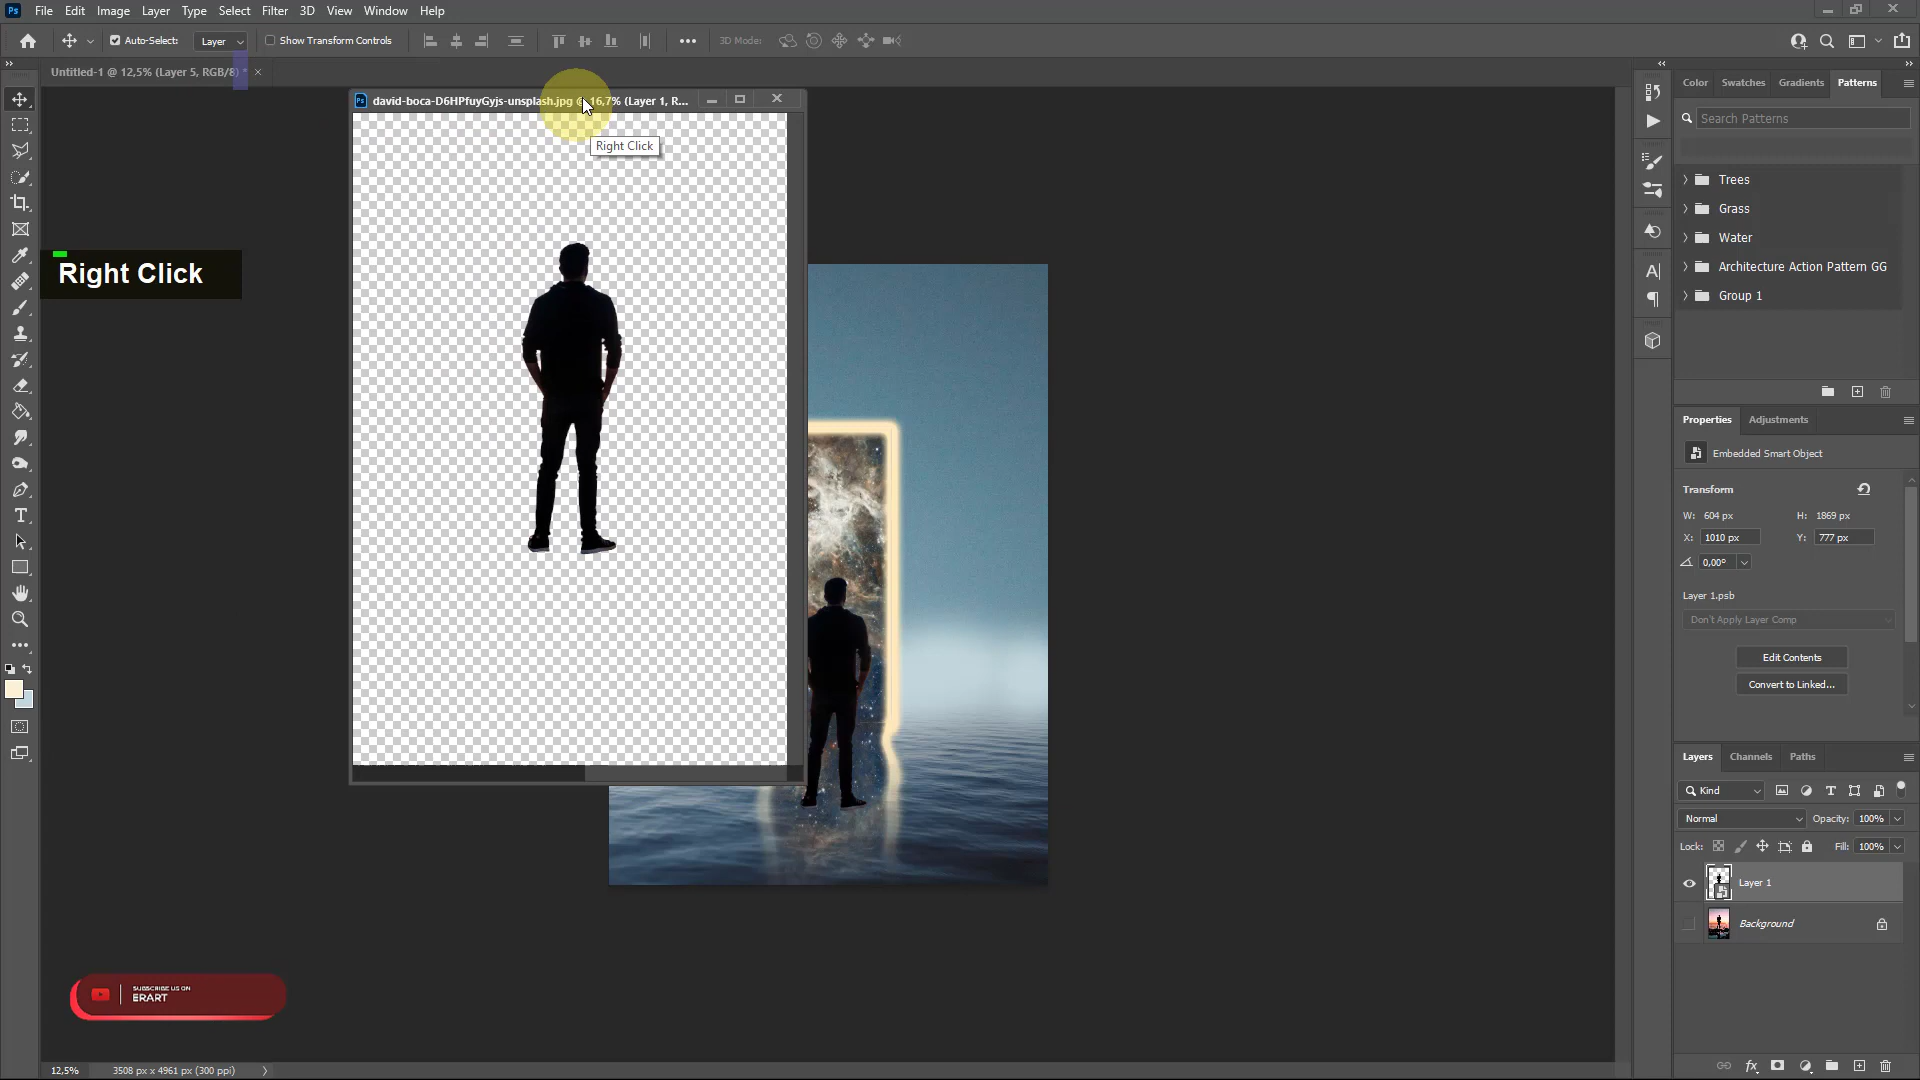 File Edit Image Layer Type Select Filter 3D View Window Help
Auto-Select: Layer Show Transform Controls 3D Mode:
Untitled-1 @ 12,5% (Layer 5, RGB/8) *
david-boca-D6HPfuyGyjs-unsplash.jpg @ 16,7% (Layer 1, R...
Right Click
Right Click
SUBSCRIBE US ON
ERART
Color Swatches Gradients Patterns
Search Patterns
Trees
Grass
Water
Architecture Action Pattern GG
Group 1
Properties Adjustments
Embedded Smart Object
Transform
W: 604 px H: 1869 px
X: 1010 px Y: 777 px
0,00°
Layer 1.psb
Don't Apply Layer Comp
Edit Contents
Convert to Linked...
Layers Channels Paths
Kind
Normal Opacity: 100%
Lock: Fill: 100%
Layer 1
Background
12,5% 3508 px x 4961 px (300 ppi)